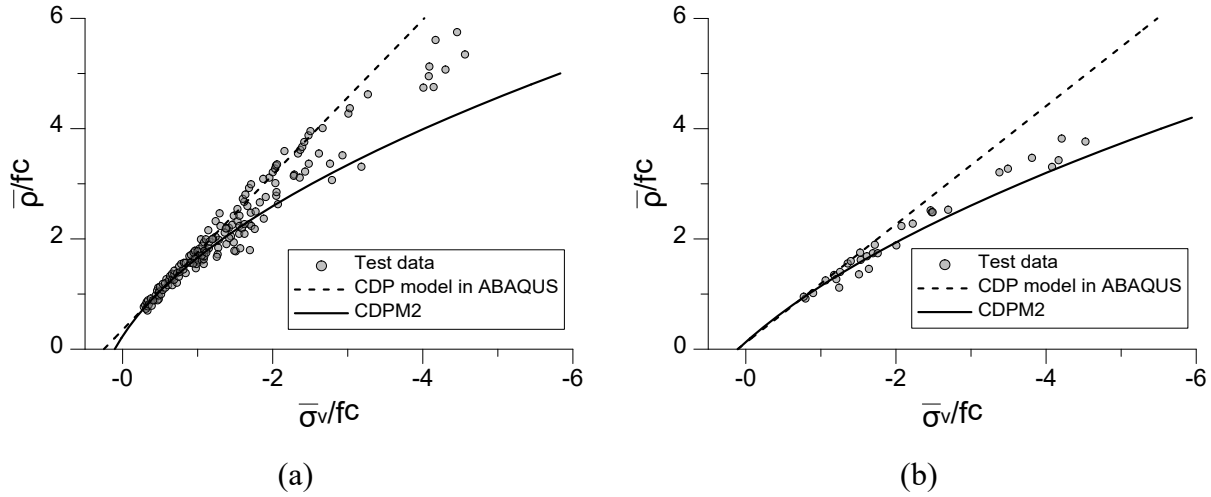 6
4
2
0
ρ̅/fc
Test data
CDP model in ABAQUS
CDPM2
-0
-2
-4
-6
σ̅v/fc
(a)
6
4
2
0
ρ̅/fc
Test data
CDP model in ABAQUS
CDPM2
-0
-2
-4
-6
σ̅v/fc
(b)